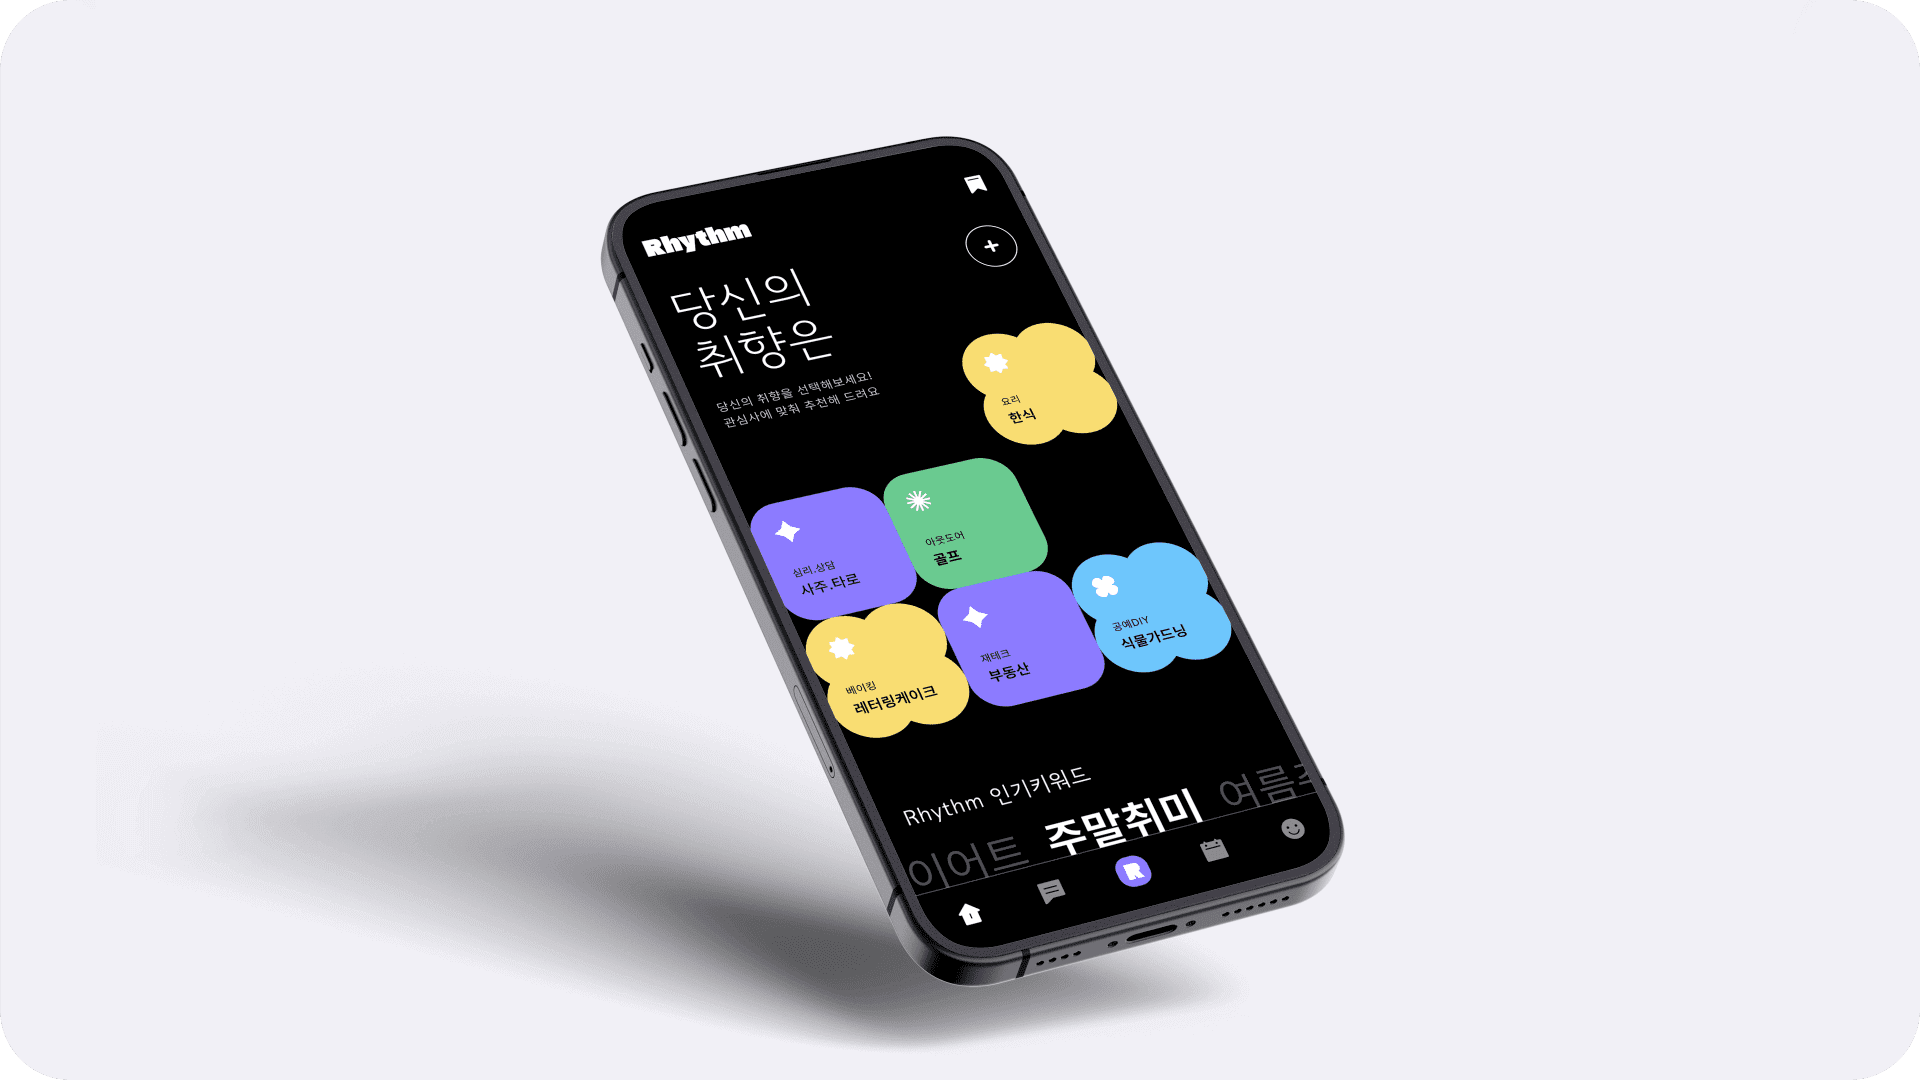 Rhythm
당신의
취향은
당신의 취향을 선택해보세요!
관심사에 맞춰 추천해 드려요
요리
한식
아웃도어
골프
심리.상담
사주.타로
공예DIY
식물가드닝
재테크
부동산
베이킹
레터링케이크
Rhythm 인기키워드
이어트 주말취미 여름
R